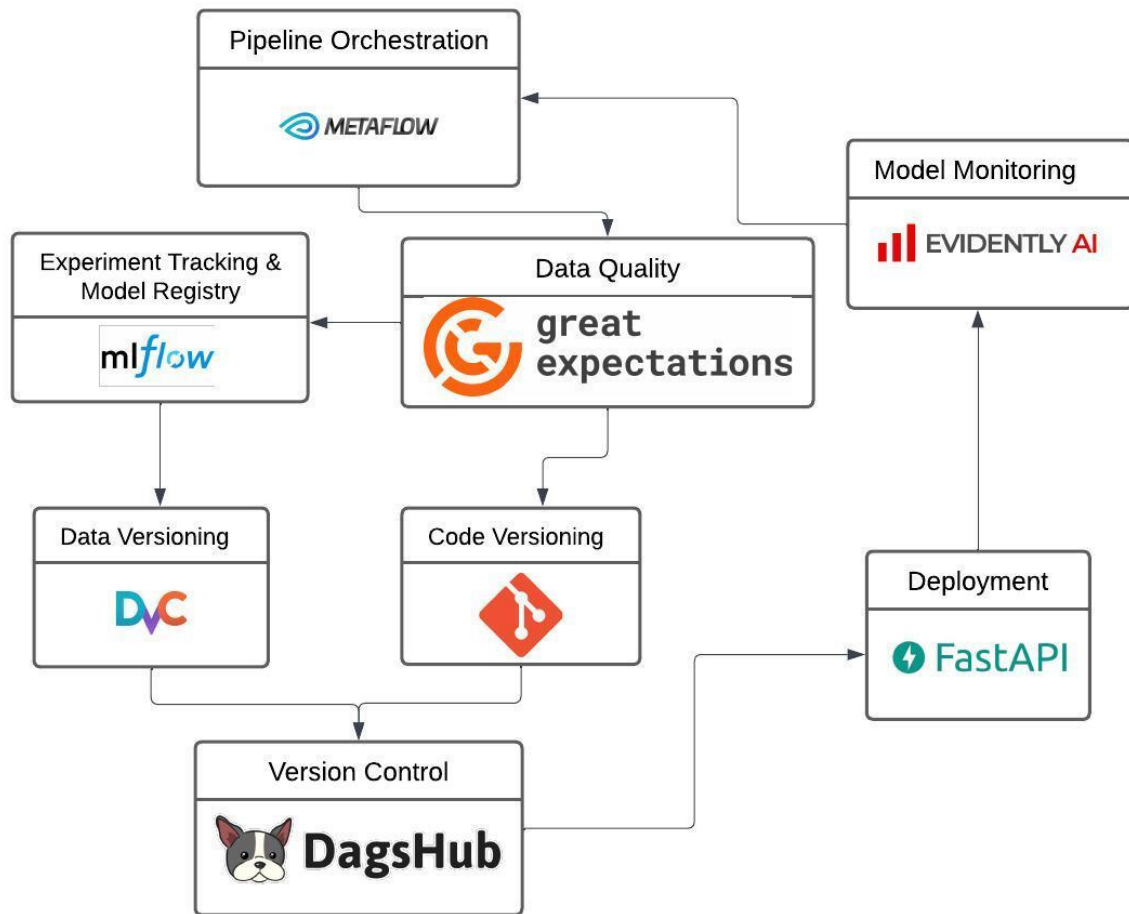 Pipeline Orchestration
METAFLOW
Model Monitoring
EVIDENTLY AI
Experiment Tracking &
Model Registry
mlflow
Data Quality
great
expectations
Data Versioning
DVC
Code Versioning
Deployment
FastAPI
Version Control
DagsHub